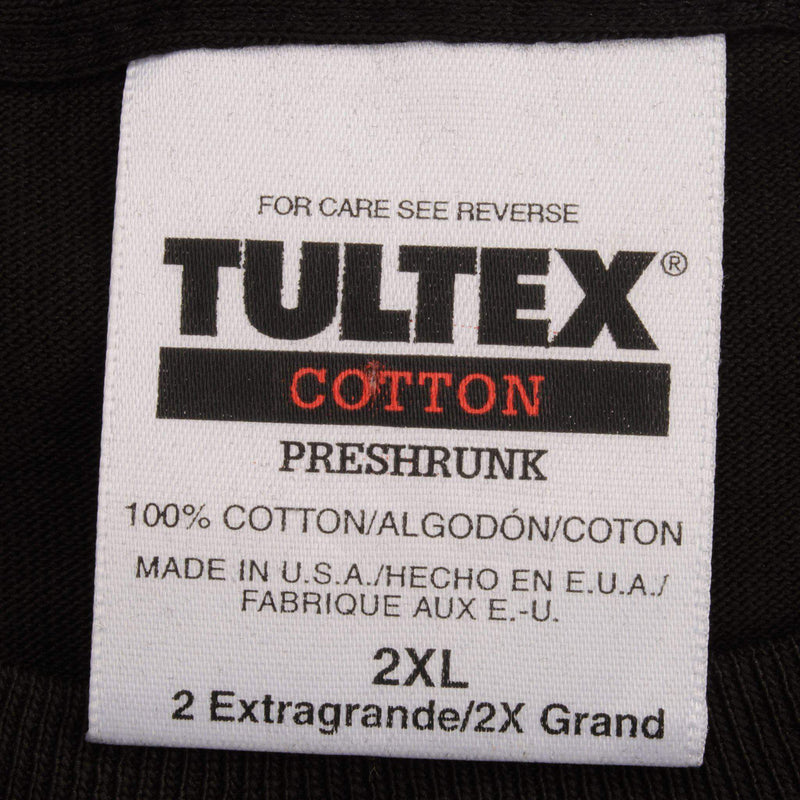 FOR CARE SEE REVERSE
TULTEX®
COTTON
PRESHRUNK
100% COTTON/ALGODÓN/COTON
MADE IN U.S.A./HECHO EN E.U.A./
FABRIQUE AUX E.-U.
2XL
2 Extragrande/2X Grand